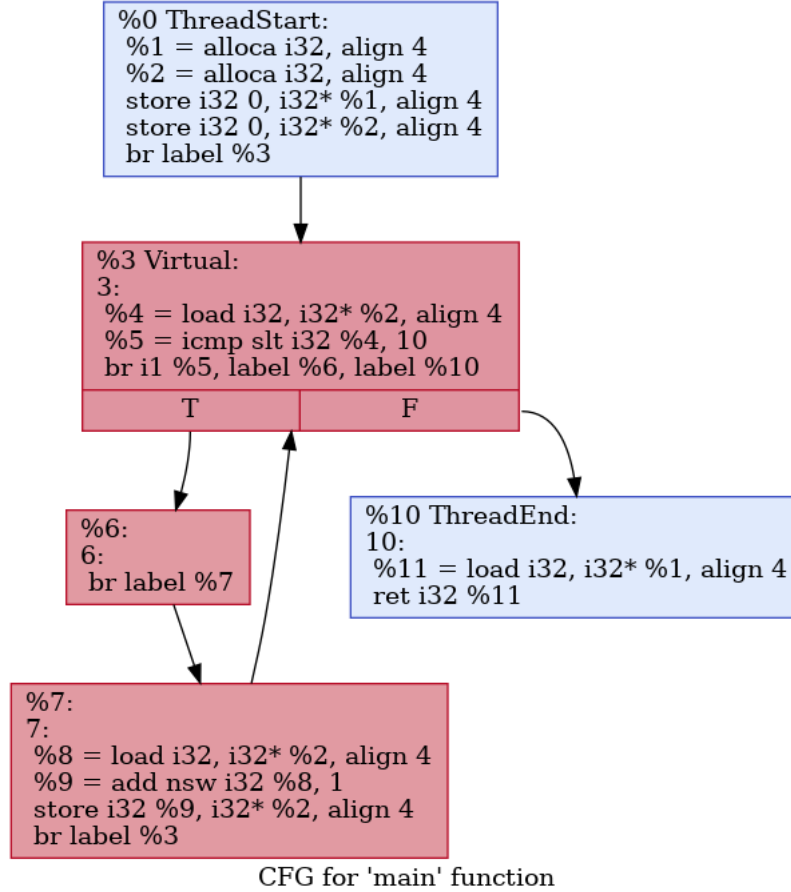 %0 ThreadStart:
%1 = alloca i32, align 4
%2 = alloca i32, align 4
store i32 0, i32* %1, align 4
store i32 0, i32* %2, align 4
br label %3
%3 Virtual:
3:
%4 = load i32, i32* %2, align 4
%5 = icmp slt i32 %4, 10
br i1 %5, label %6, label %10
T F
%6:
6:
br label %7
%10 ThreadEnd:
10:
%11 = load i32, i32* %1, align 4
ret i32 %11
%7:
7:
%8 = load i32, i32* %2, align 4
%9 = add nsw i32 %8, 1
store i32 %9, i32* %2, align 4
br label %3
CFG for 'main' function